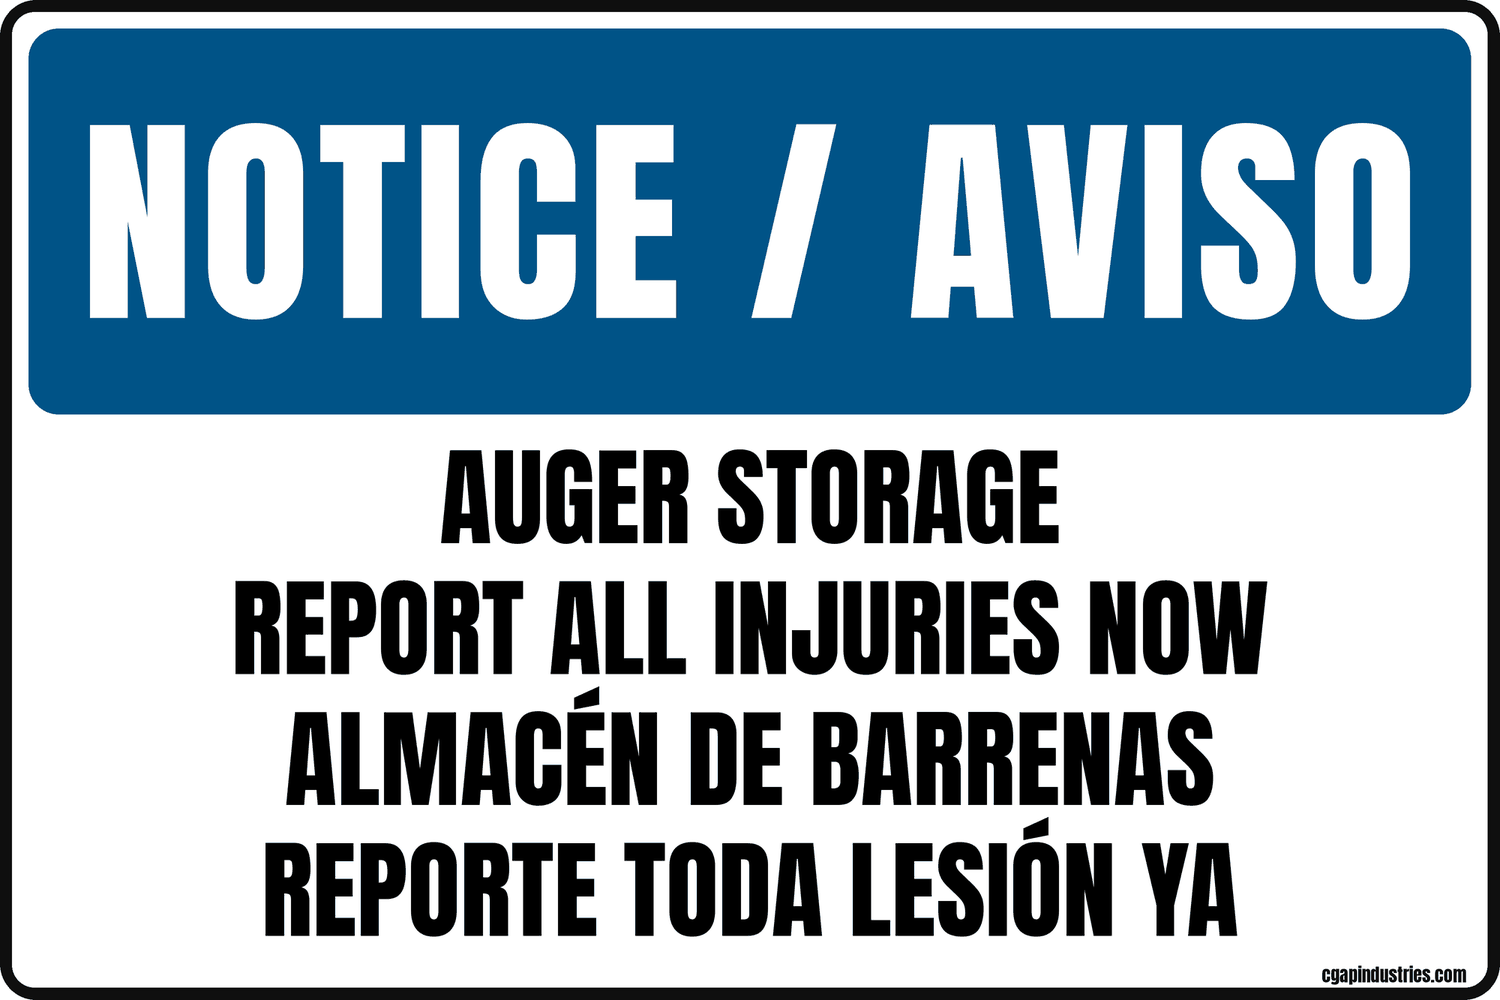 NOTICE / AVISO
AUGER STORAGE
REPORT ALL INJURIES NOW
ALMACÉN DE BARRENAS
REPORTE TODA LESIÓN YA
cgapindustries.com